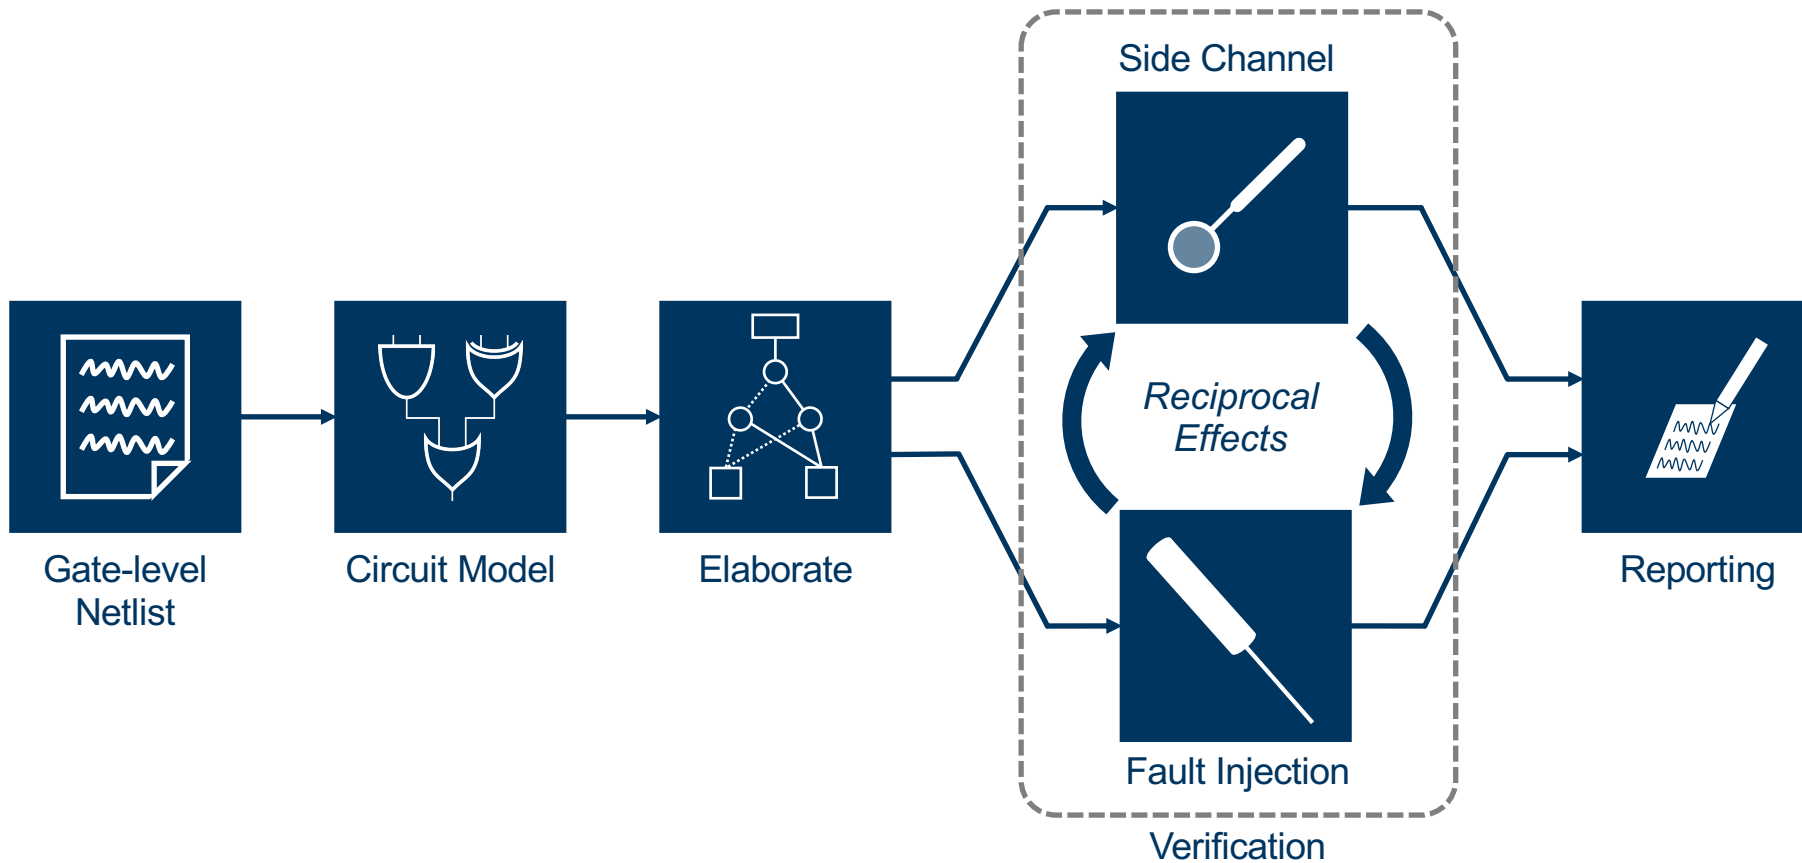 Side Channel
Reciprocal
Effects
Gate-level
Netlist
Circuit Model
Elaborate
Reporting
Fault Injection
Verification